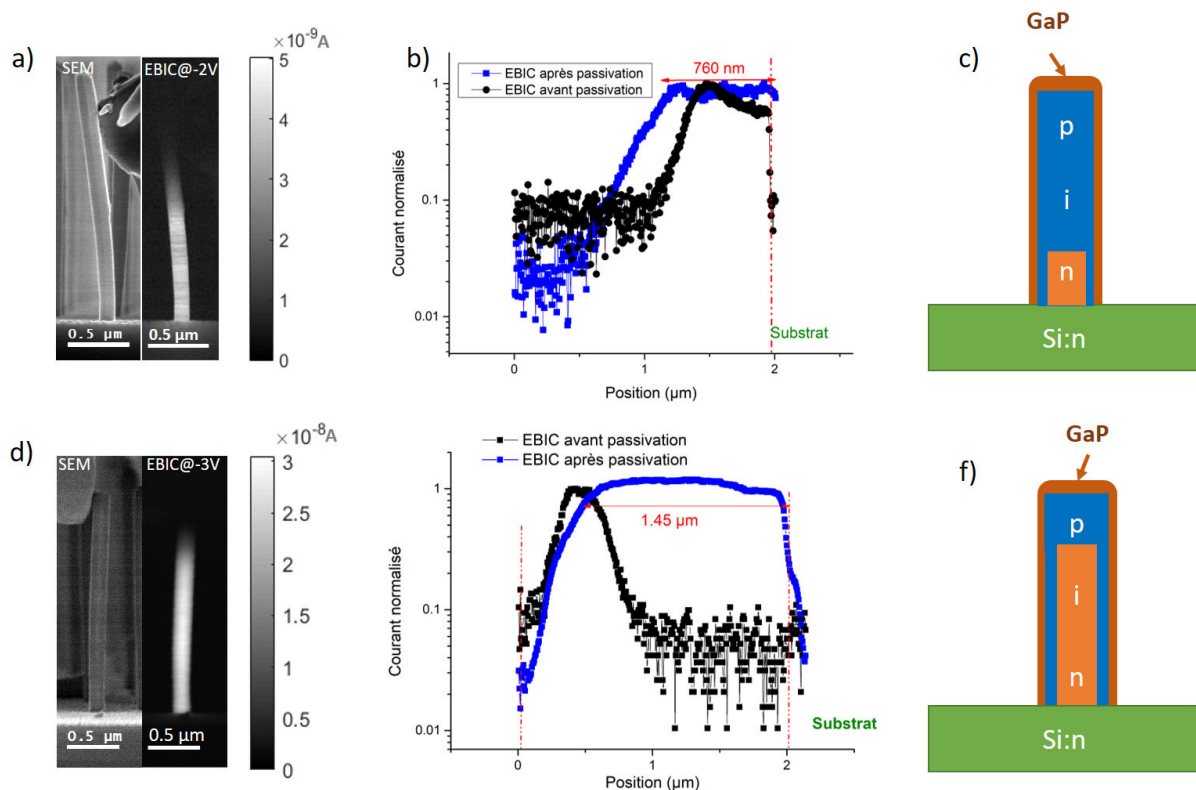 a)
SEM
EBIC@-2V
0.5 μm
0.5 μm
×10⁻⁹A
5
4
3
2
1
0
b)
EBIC après passivation
EBIC avant passivation
760 nm
Courant normalisé
1
0.1
0.01
0
1
2
Substrat
Position (μm)
c)
GaP
p
i
n
Si:n
d)
SEM
EBIC@-3V
0.5 μm
0.5 μm
×10⁻⁸A
3
2.5
2
1.5
1
0.5
0
EBIC avant passivation
EBIC après passivation
1.45 μm
Courant normalisé
1
0.1
0.01
0
1
2
Substrat
Position (μm)
f)
GaP
p
i
n
Si:n